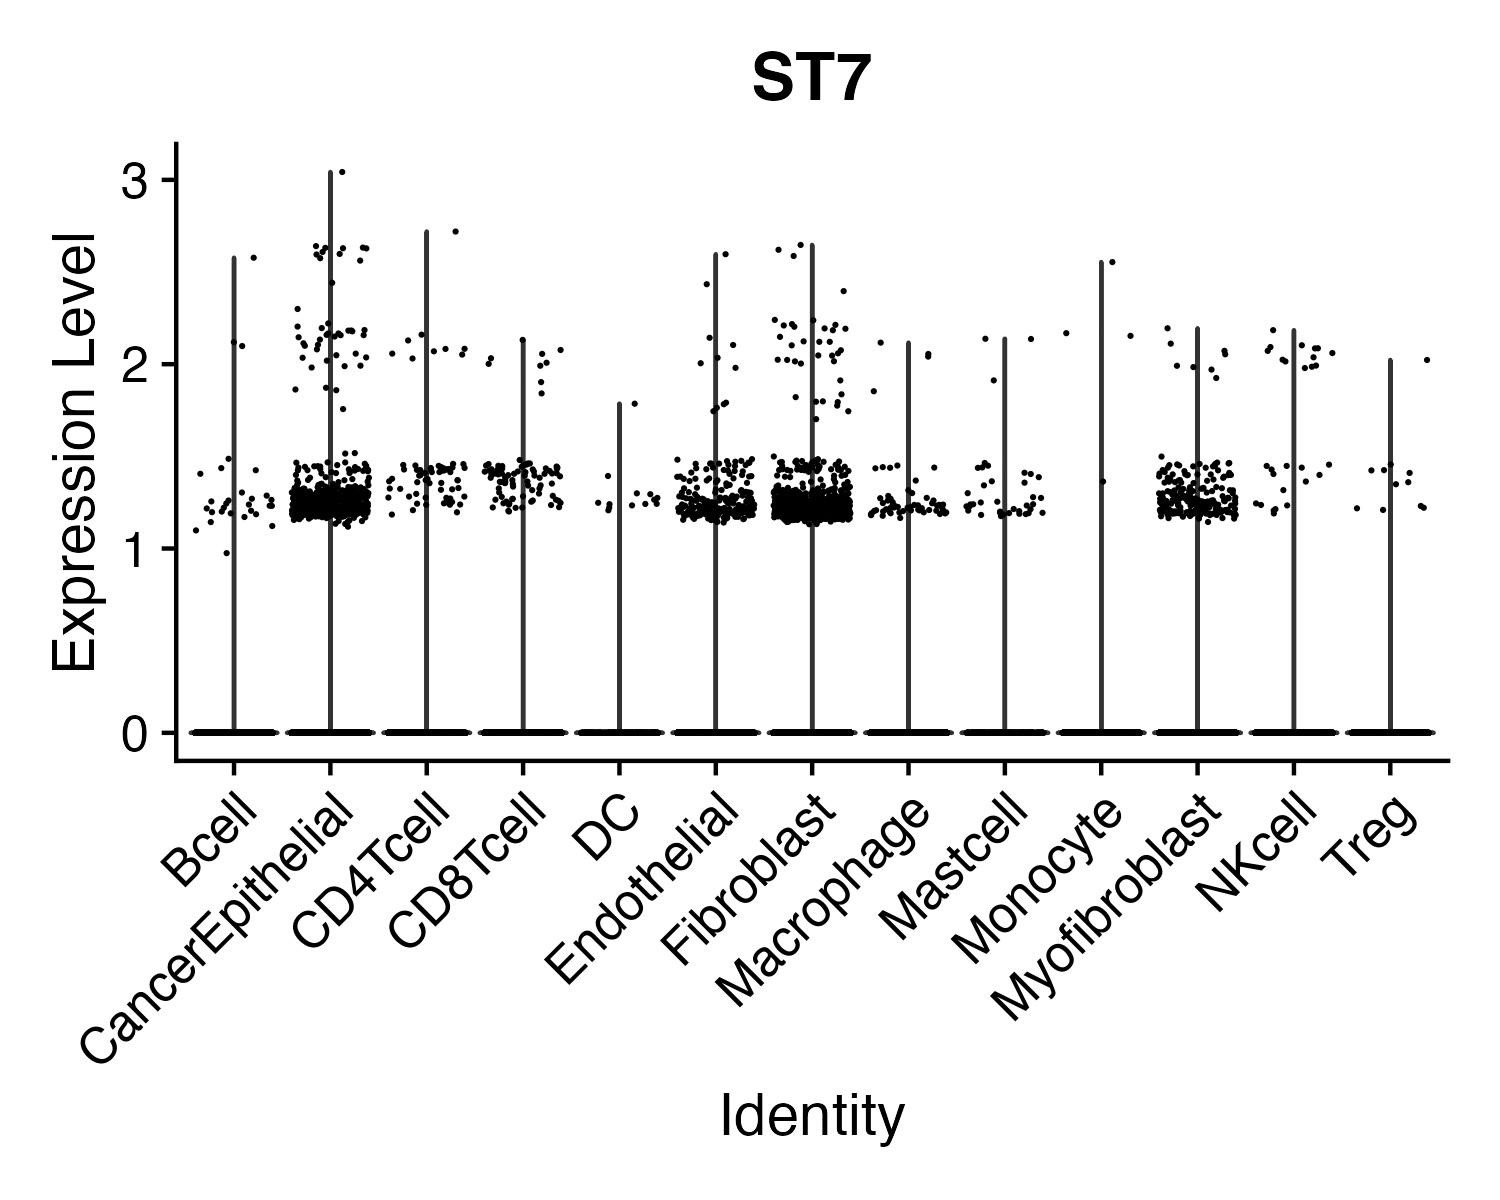 ST7
Expression Level
3
2
1
0
Bcell
CancerEpithelial
CD4Tcell
CD8Tcell
DC
Endothelial
Fibroblast
Macrophage
Mastcell
Monocyte
Myofibroblast
NKcell
Treg
Identity